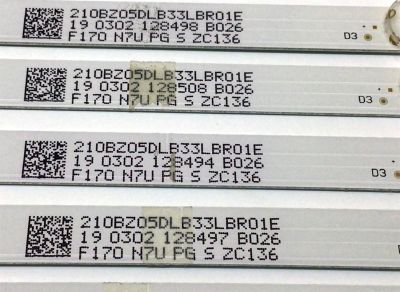 210BZ05DLB33LBR01E
19 0302 128498 B026
F170 N7U PG S ZC136
D3
210BZ05DLB33LBR01E
19 0302 128508 B026
F170 N7U PG S ZC136
D3
210BZ05DLB33LBR01E
19 0302 128494 B026
F170 N7U PG S ZC136
D3
210BZ05DLB33LBR01E
19 0302 128497 B026
F170 N7U PG S ZC136